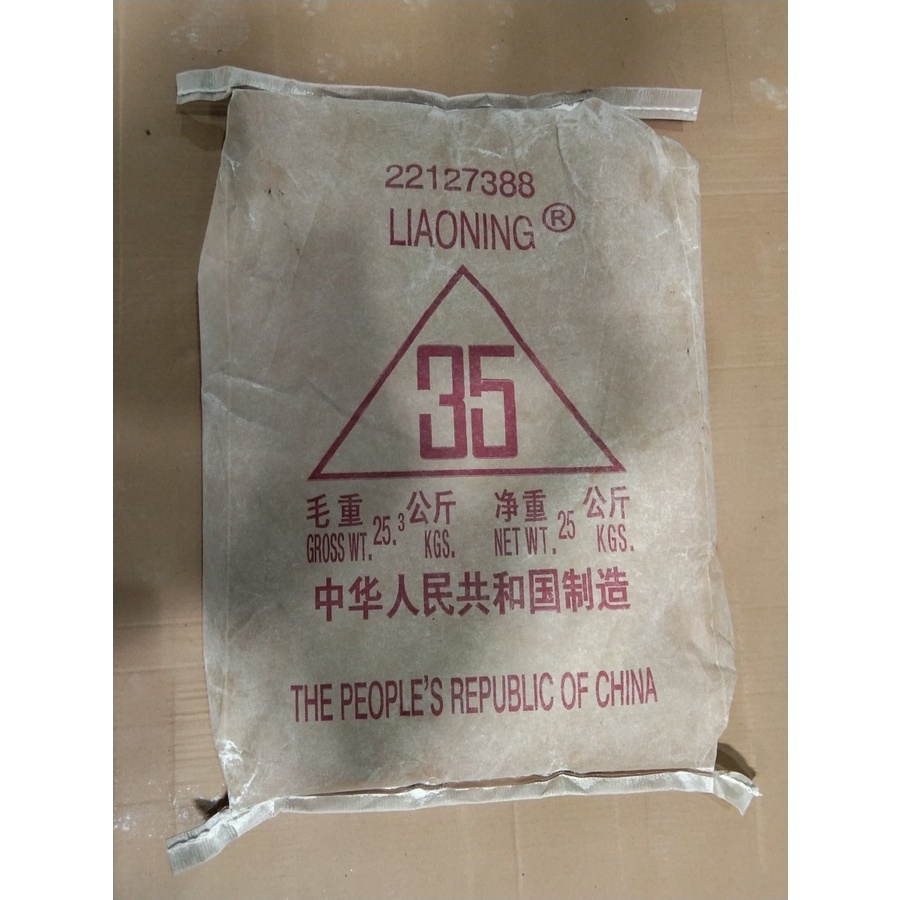 22127388
LIAONING®
35
毛重 25.3 公斤 净重 25 公斤
GROSS WT. KGS. NET WT. KGS.
中华人民共和国制造
THE PEOPLE'S REPUBLIC OF CHINA